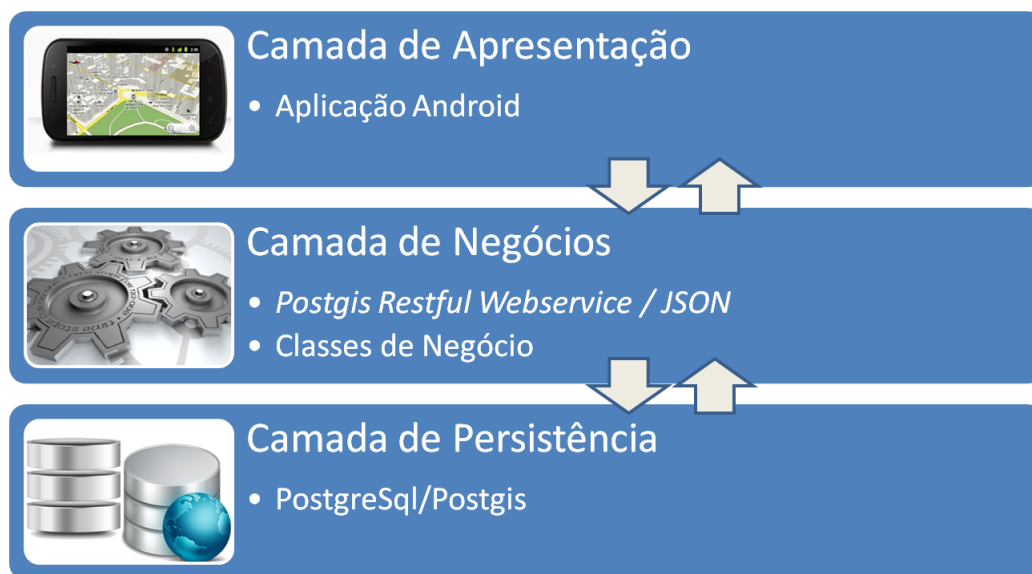 Camada de Apresentação
• Aplicação Android
Camada de Negócios
• Postgis Restful Webservice / JSON
• Classes de Negócio
Camada de Persistência
• PostgreSql/Postgis